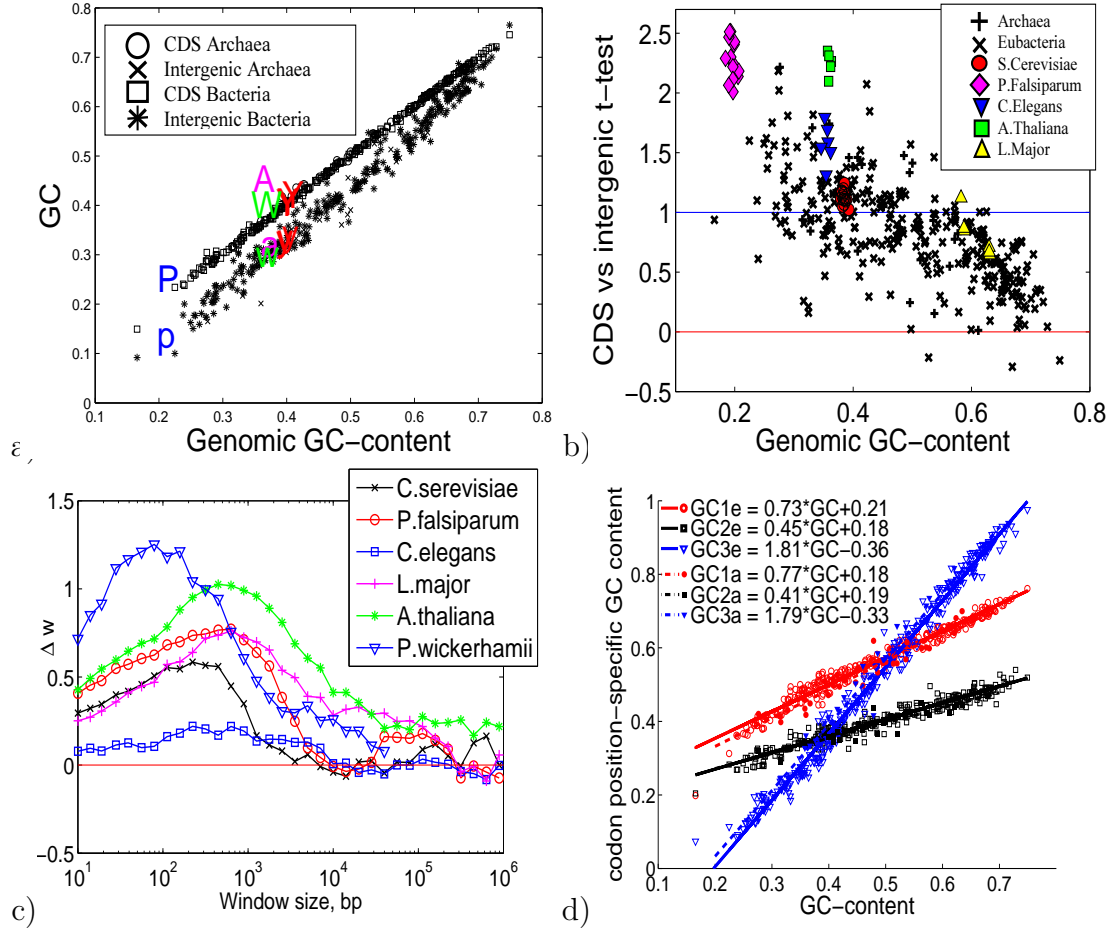 0.8
0.7
0.6
0.5
0.4
0.3
0.2
0.1
0
GC
CDS Archaea
Intergenic Archaea
CDS Bacteria
Intergenic Bacteria
A
W
Y
a
w
y
P
p
0.1 0.2 0.3 0.4 0.5 0.6 0.7 0.8
Genomic GC-content
2.5
2
1.5
1
0.5
0
−0.5
CDS vs intergenic t-test
Archaea
Eubacteria
S.Cerevisiae
P.Falsiparum
C.Elegans
A.Thaliana
L.Major
0.2 0.4 0.6 0.8
Genomic GC-content
b)
1.5
1
0.5
0
−0.5
Δ w
C.serevisiae
P.falsiparum
C.elegans
L.major
A.thaliana
P.wickerhamii
10^1 10^2 10^3 10^4 10^5 10^6
Window size, bp
c)
1
0.8
0.6
0.4
0.2
0
codon position-specific GC content
GC1e = 0.73*GC+0.21
GC2e = 0.45*GC+0.18
GC3e = 1.81*GC−0.36
GC1a = 0.77*GC+0.18
GC2a = 0.41*GC+0.19
GC3a = 1.79*GC−0.33
0.1 0.2 0.3 0.4 0.5 0.6 0.7
GC-content
d)